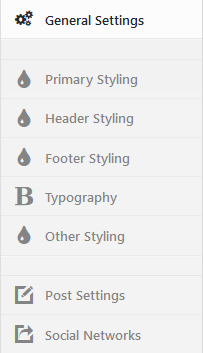 General Settings
Primary Styling
Header Styling
Footer Styling
B Typography
Other Styling
Post Settings
Social Networks